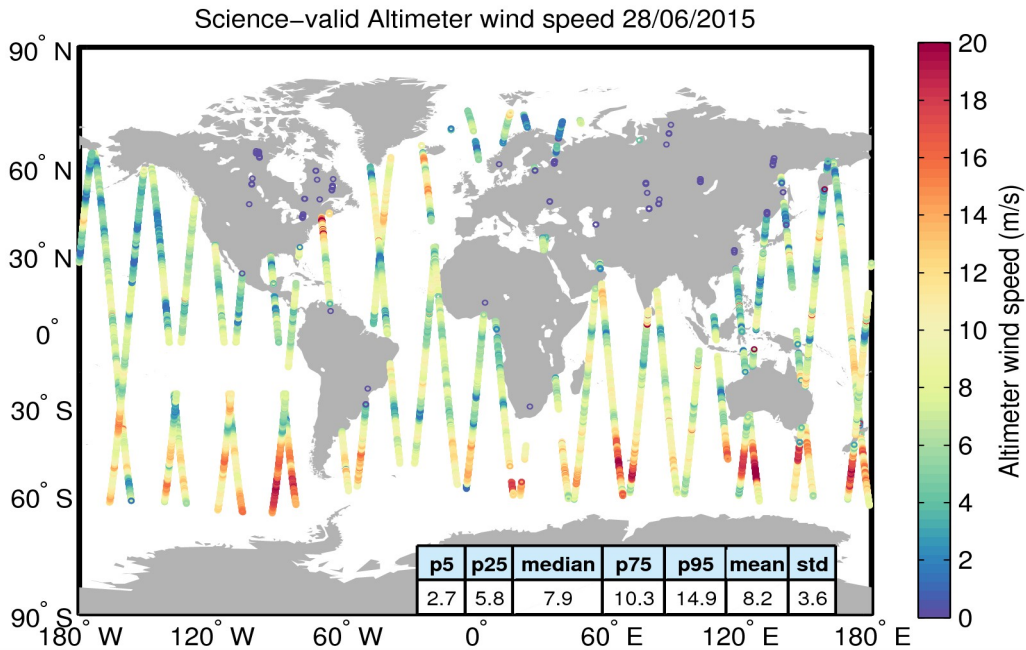 Science−valid Altimeter wind speed 28/06/2015
90° N
60° N
30° N
0°
30° S
60° S
90° S
180° W
120° W
60° W
0°
60° E
120° E
180° E
p5 p25 median p75 p95 mean std
2.7 5.8 7.9 10.3 14.9 8.2 3.6
20
18
16
14
12
10
8
6
4
2
0
Altimeter wind speed (m/s)